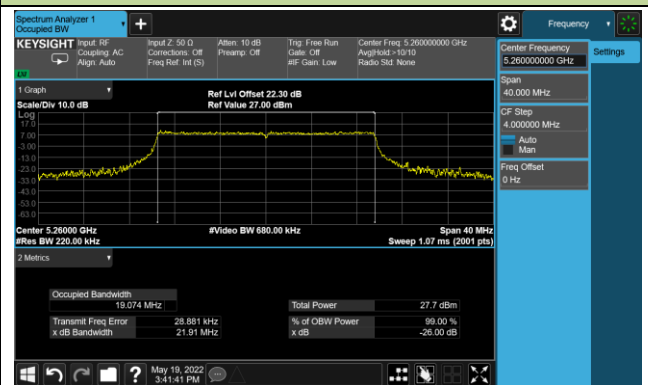 Spectrum Analyzer 1
Occupied BW
Frequency
KEYSIGHT
Input: RF
Coupling: AC
Align: Auto
Input Z: 50 Ω
Corrections: Off
Freq Ref: Int (S)
Atten: 10 dB
Preamp: Off
Trig: Free Run
Gate: Off
#IF Gain: Low
Center Freq: 5.260000000 GHz
Avg|Hold:>10/10
Radio Std: None
Center Frequency
5.260000000 GHz
Settings
Span
40.000 MHz
CF Step
4.000000 MHz
Auto
Man
Freq Offset
0 Hz
1 Graph
Scale/Div 10.0 dB
Ref Lvl Offset 22.30 dB
Ref Value 27.00 dBm
Log
17.0
7.00
-3.00
-13.0
-23.0
-33.0
-43.0
-53.0
-63.0
Center 5.26000 GHz
#Res BW 220.00 kHz
#Video BW 680.00 kHz
Span 40 MHz
Sweep 1.07 ms (2001 pts)
2 Metrics
Occupied Bandwidth
19.074 MHz
Total Power 27.7 dBm
Transmit Freq Error 28.881 kHz
% of OBW Power 99.00 %
x dB Bandwidth 21.91 MHz
x dB -26.00 dB
?
May 19, 2022
3:41:41 PM